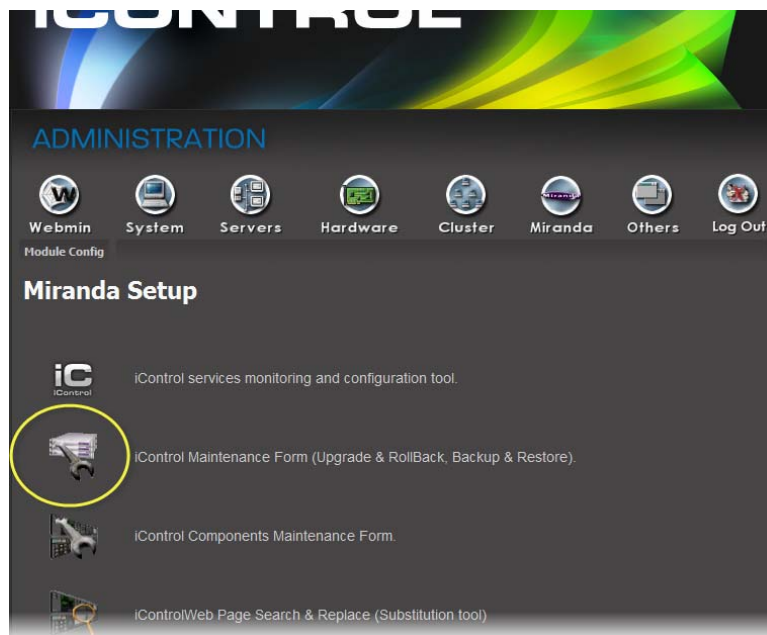 iCONTROL
ADMINISTRATION
W
Miranda
Webmin System Servers Hardware Cluster Miranda Others Log Out
Module Config
Miranda Setup
iC
iControl
iControl services monitoring and configuration tool.
iControl Maintenance Form (Upgrade & RollBack, Backup & Restore).
iControl Components Maintenance Form.
iControlWeb Page Search & Replace (Substitution tool)